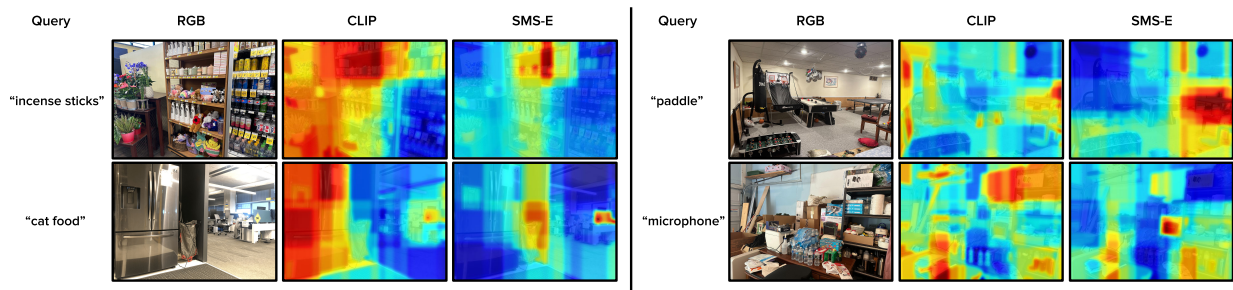 Query RGB CLIP SMS-E
“incense sticks”
“cat food”
Query RGB CLIP SMS-E
“paddle”
“microphone”